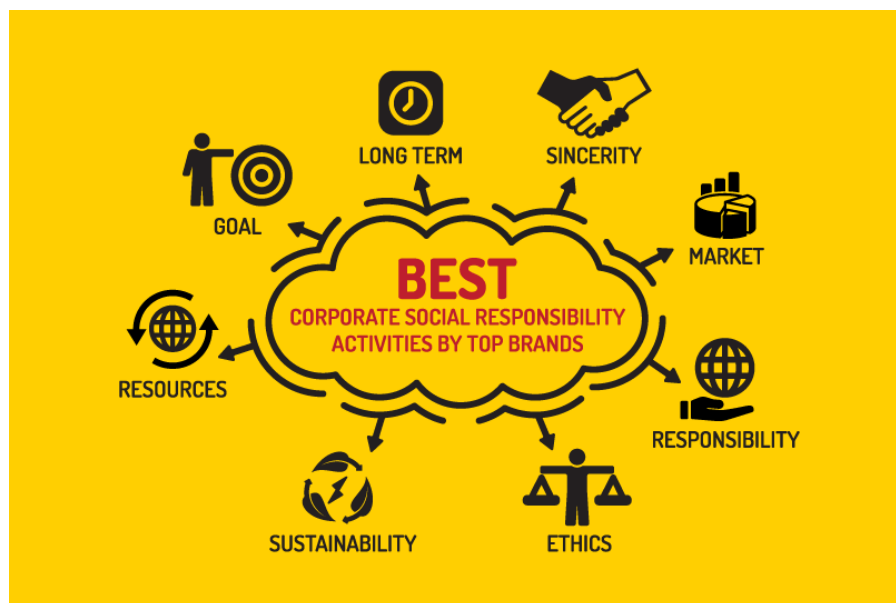 LONG TERM
SINCERITY
GOAL
MARKET
BEST
CORPORATE SOCIAL RESPONSIBILITY
ACTIVITIES BY TOP BRANDS
RESOURCES
RESPONSIBILITY
SUSTAINABILITY
ETHICS